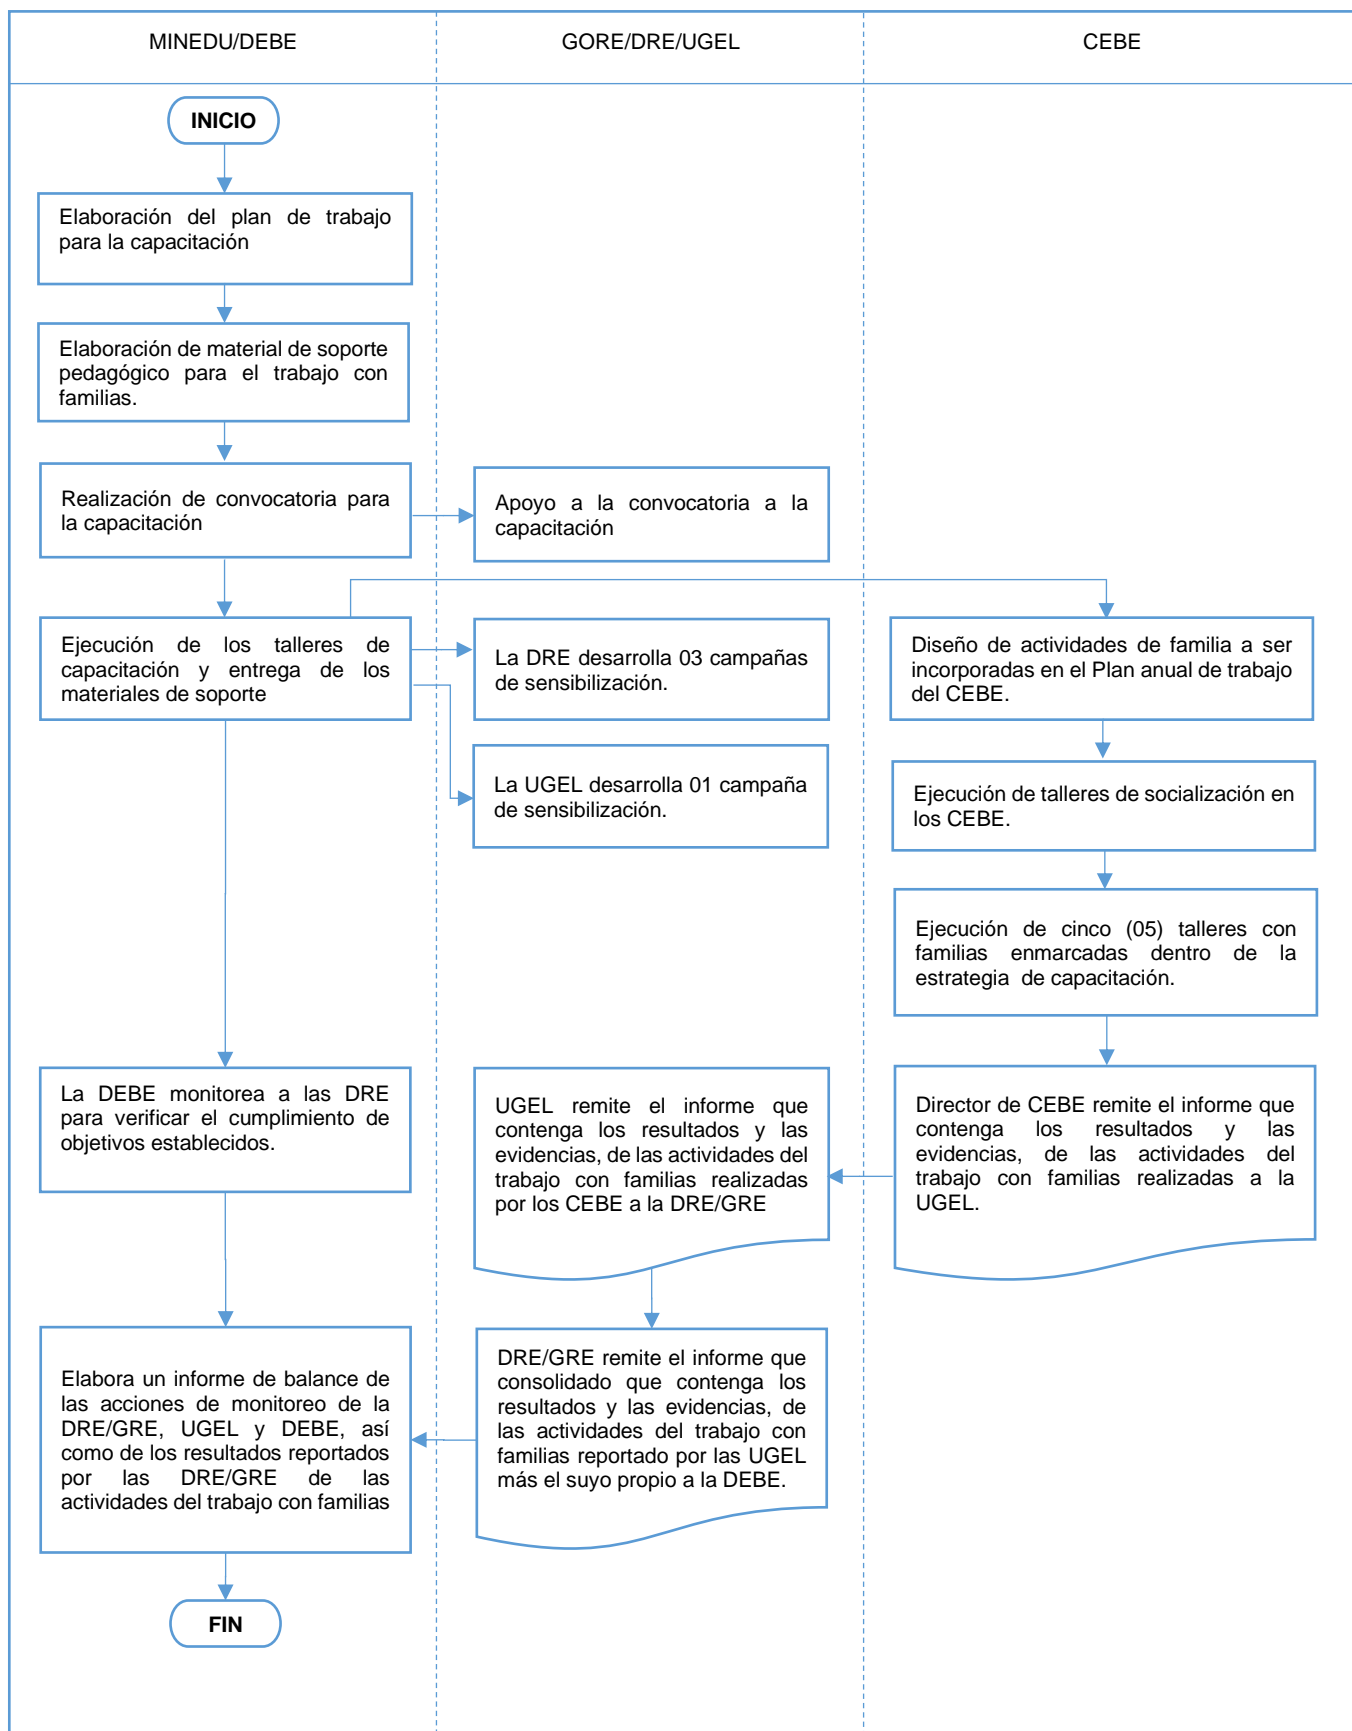 MINEDU/DEBE
GORE/DRE/UGEL
CEBE
INICIO
Elaboración del plan de trabajo
para la capacitación
Elaboración de material de soporte
pedagógico para el trabajo con
familias.
Realización de convocatoria para
la capacitación
Apoyo a la convocatoria a la
capacitación
Ejecución de los talleres de
capacitación y entrega de los
materiales de soporte
La DRE desarrolla 03 campañas
de sensibilización.
Diseño de actividades de familia a ser
incorporadas en el Plan anual de trabajo
del CEBE.
La UGEL desarrolla 01 campaña
de sensibilización.
Ejecución de talleres de socialización en
los CEBE.
Ejecución de cinco (05) talleres con
familias enmarcadas dentro de la
estrategia de capacitación.
La DEBE monitorea a las DRE
para verificar el cumplimiento de
objetivos establecidos.
UGEL remite el informe que
contenga los resultados y las
evidencias, de las actividades del
trabajo con familias realizadas
por los CEBE a la DRE/GRE
Director de CEBE remite el informe que
contenga los resultados y las
evidencias, de las actividades del
trabajo con familias realizadas a la
UGEL.
Elabora un informe de balance de
las acciones de monitoreo de la
DRE/GRE, UGEL y DEBE, así
como de los resultados reportados
por las DRE/GRE de las
actividades del trabajo con familias
DRE/GRE remite el informe que
consolidado que contenga los
resultados y las evidencias, de
las actividades del trabajo con
familias reportado por las UGEL
más el suyo propio a la DEBE.
FIN